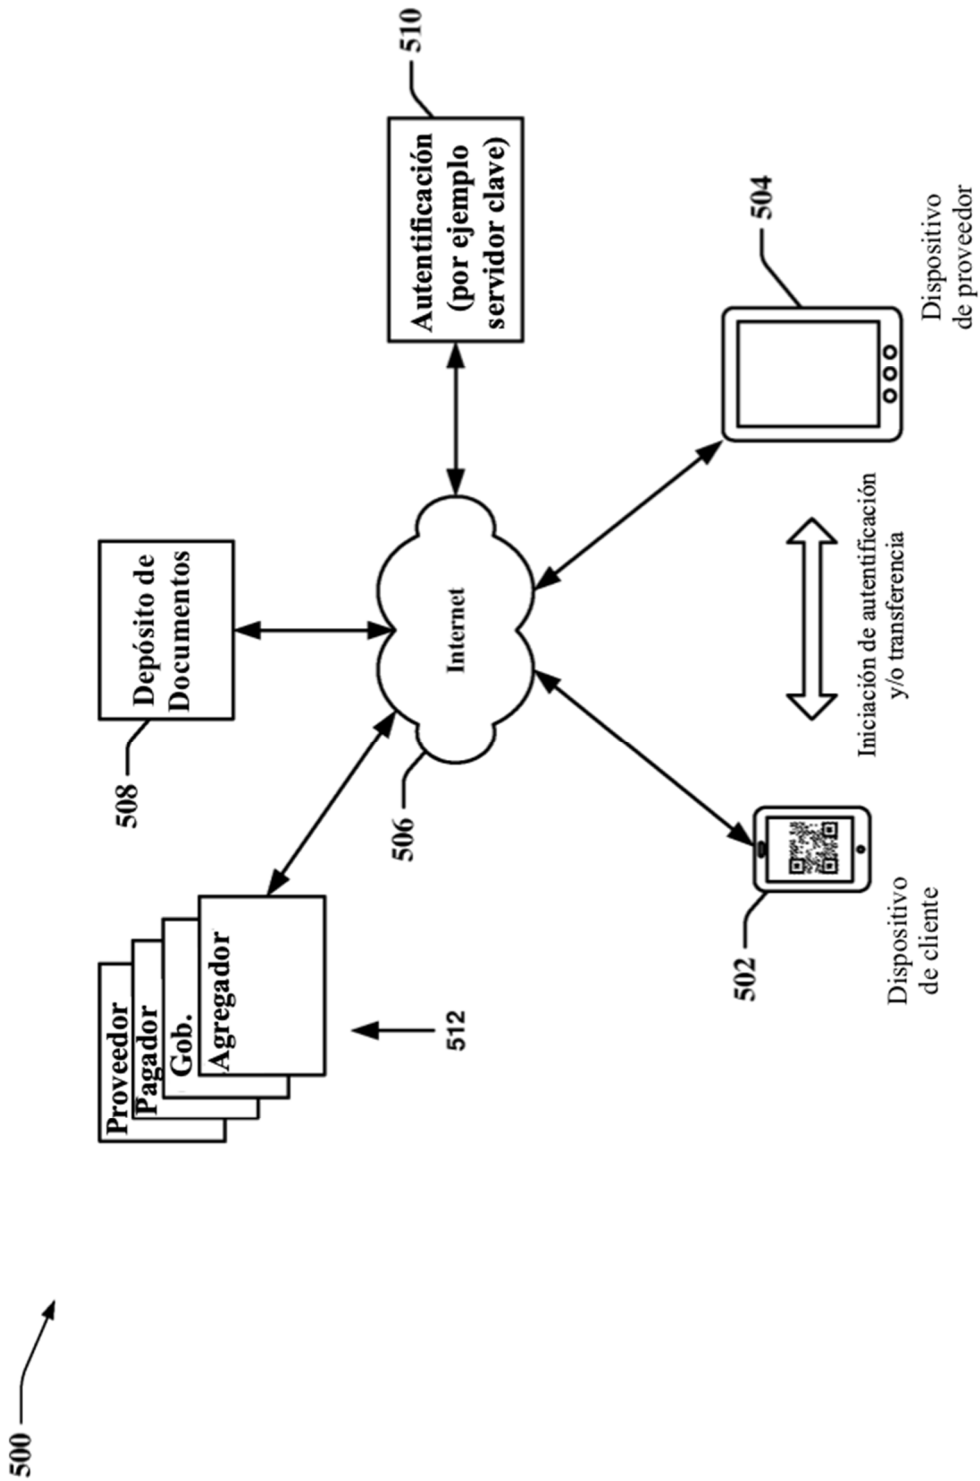 500
Proveedor
Pagador
Gob.
Agregador
512
508
Depósito de
Documentos
506
Internet
510
Autentificación
(por ejemplo
servidor clave)
502
Dispositivo
de cliente
Iniciación de autentificación
y/o transferencia
504
Dispositivo
de proveedor